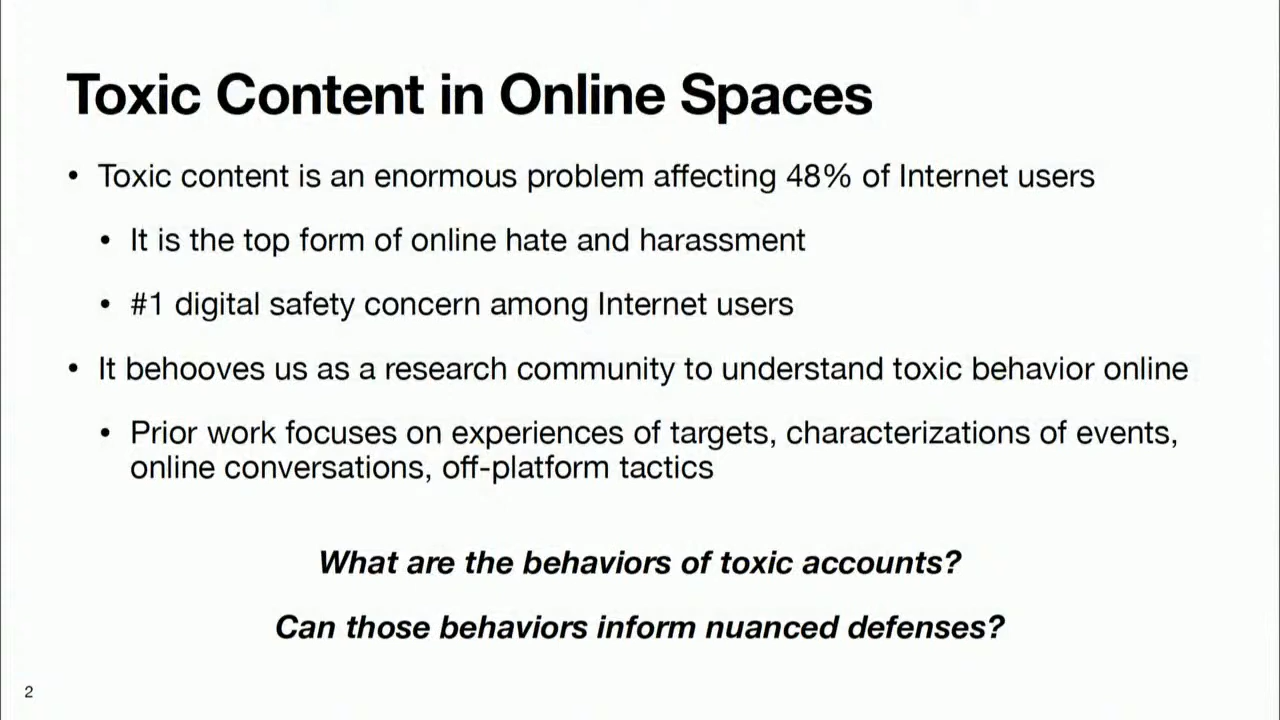 Toxic Content in Online Spaces
• Toxic content is an enormous problem affecting 48% of Internet users
• It is the top form of online hate and harassment
• #1 digital safety concern among Internet users
• It behooves us as a research community to understand toxic behavior online
• Prior work focuses on experiences of targets, characterizations of events,
online conversations, off-platform tactics
What are the behaviors of toxic accounts?
Can those behaviors inform nuanced defenses?
2